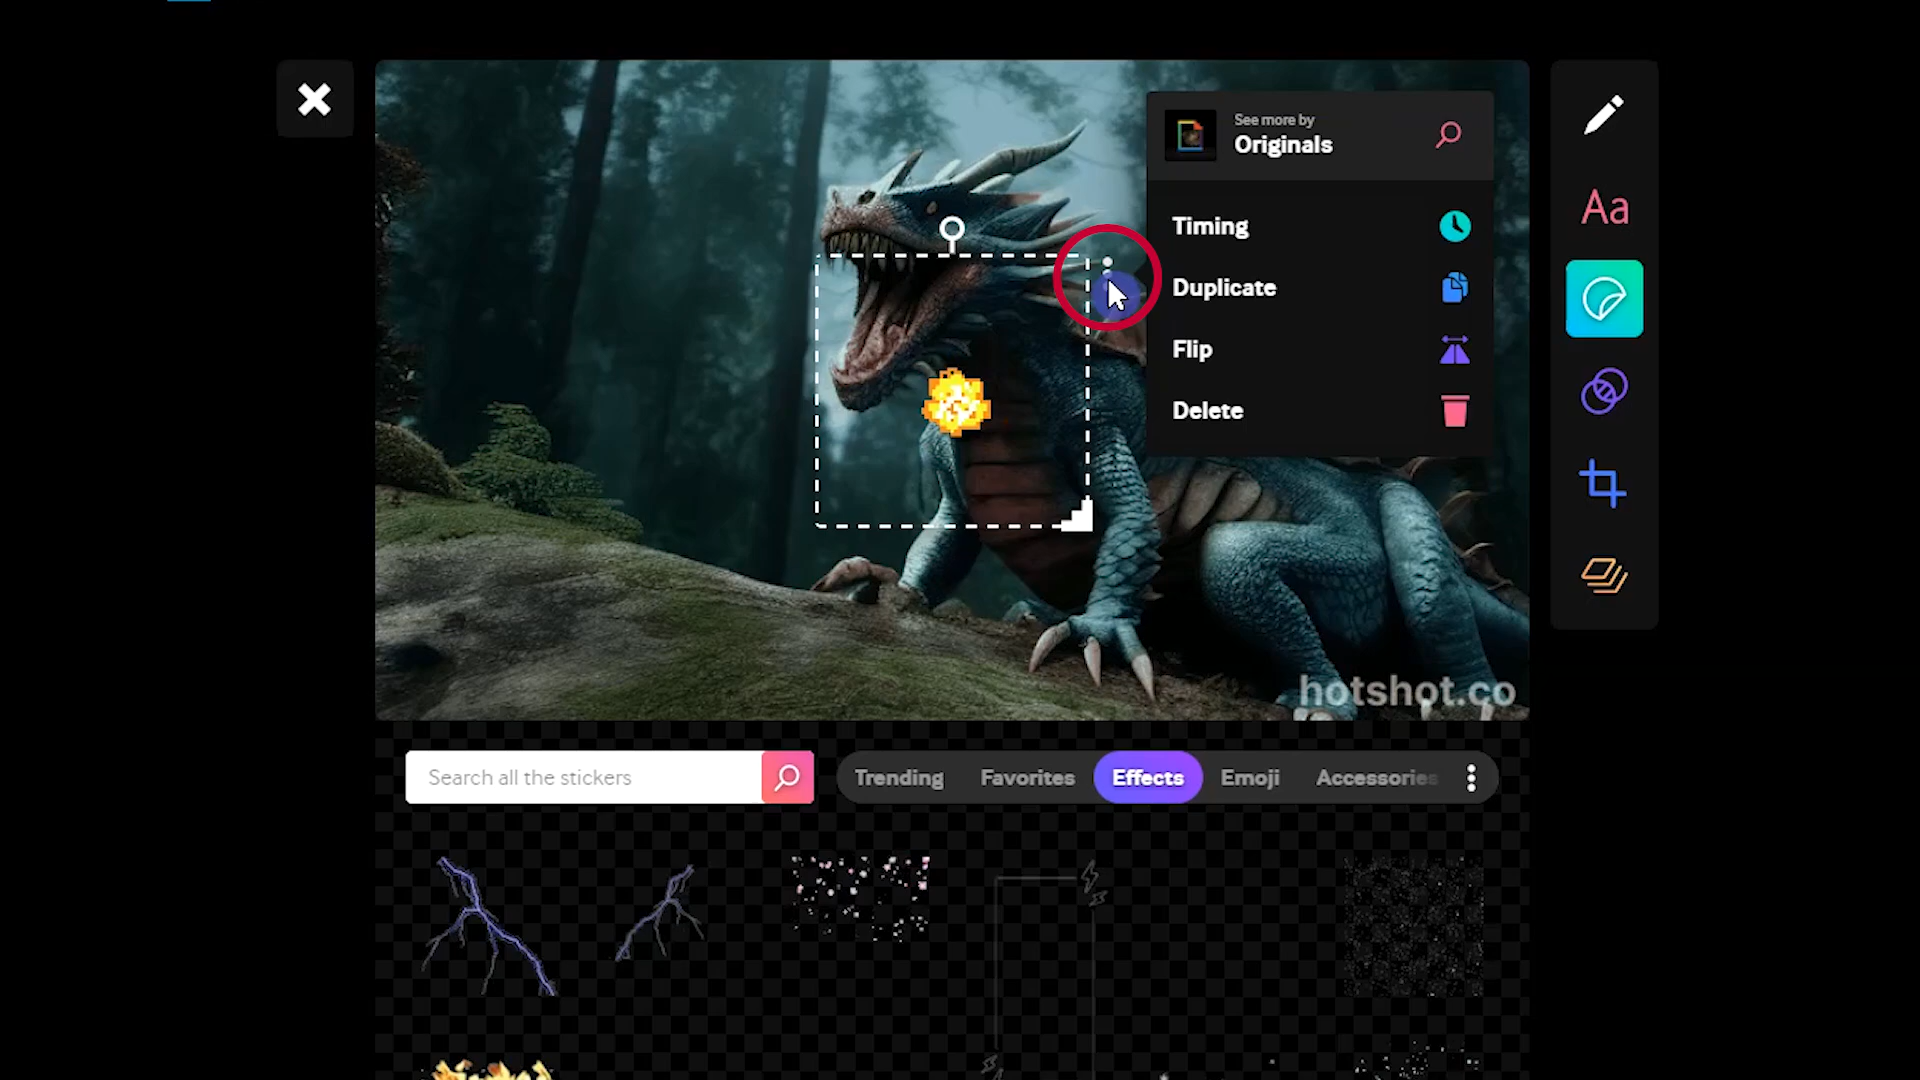 See more by
Originals
Timing
Duplicate
Flip
Delete
Aa
hotshot.co
Search all the stickers
Trending Favorites Effects Emoji Accessories